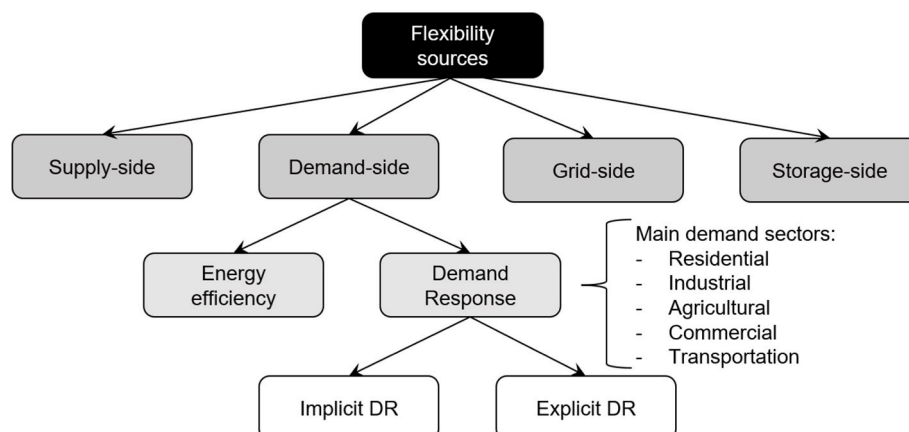 Flexibility
sources
Supply-side
Demand-side
Grid-side
Storage-side
Energy
efficiency
Demand
Response
Main demand sectors:
- Residential
- Industrial
- Agricultural
- Commercial
- Transportation
Implicit DR
Explicit DR